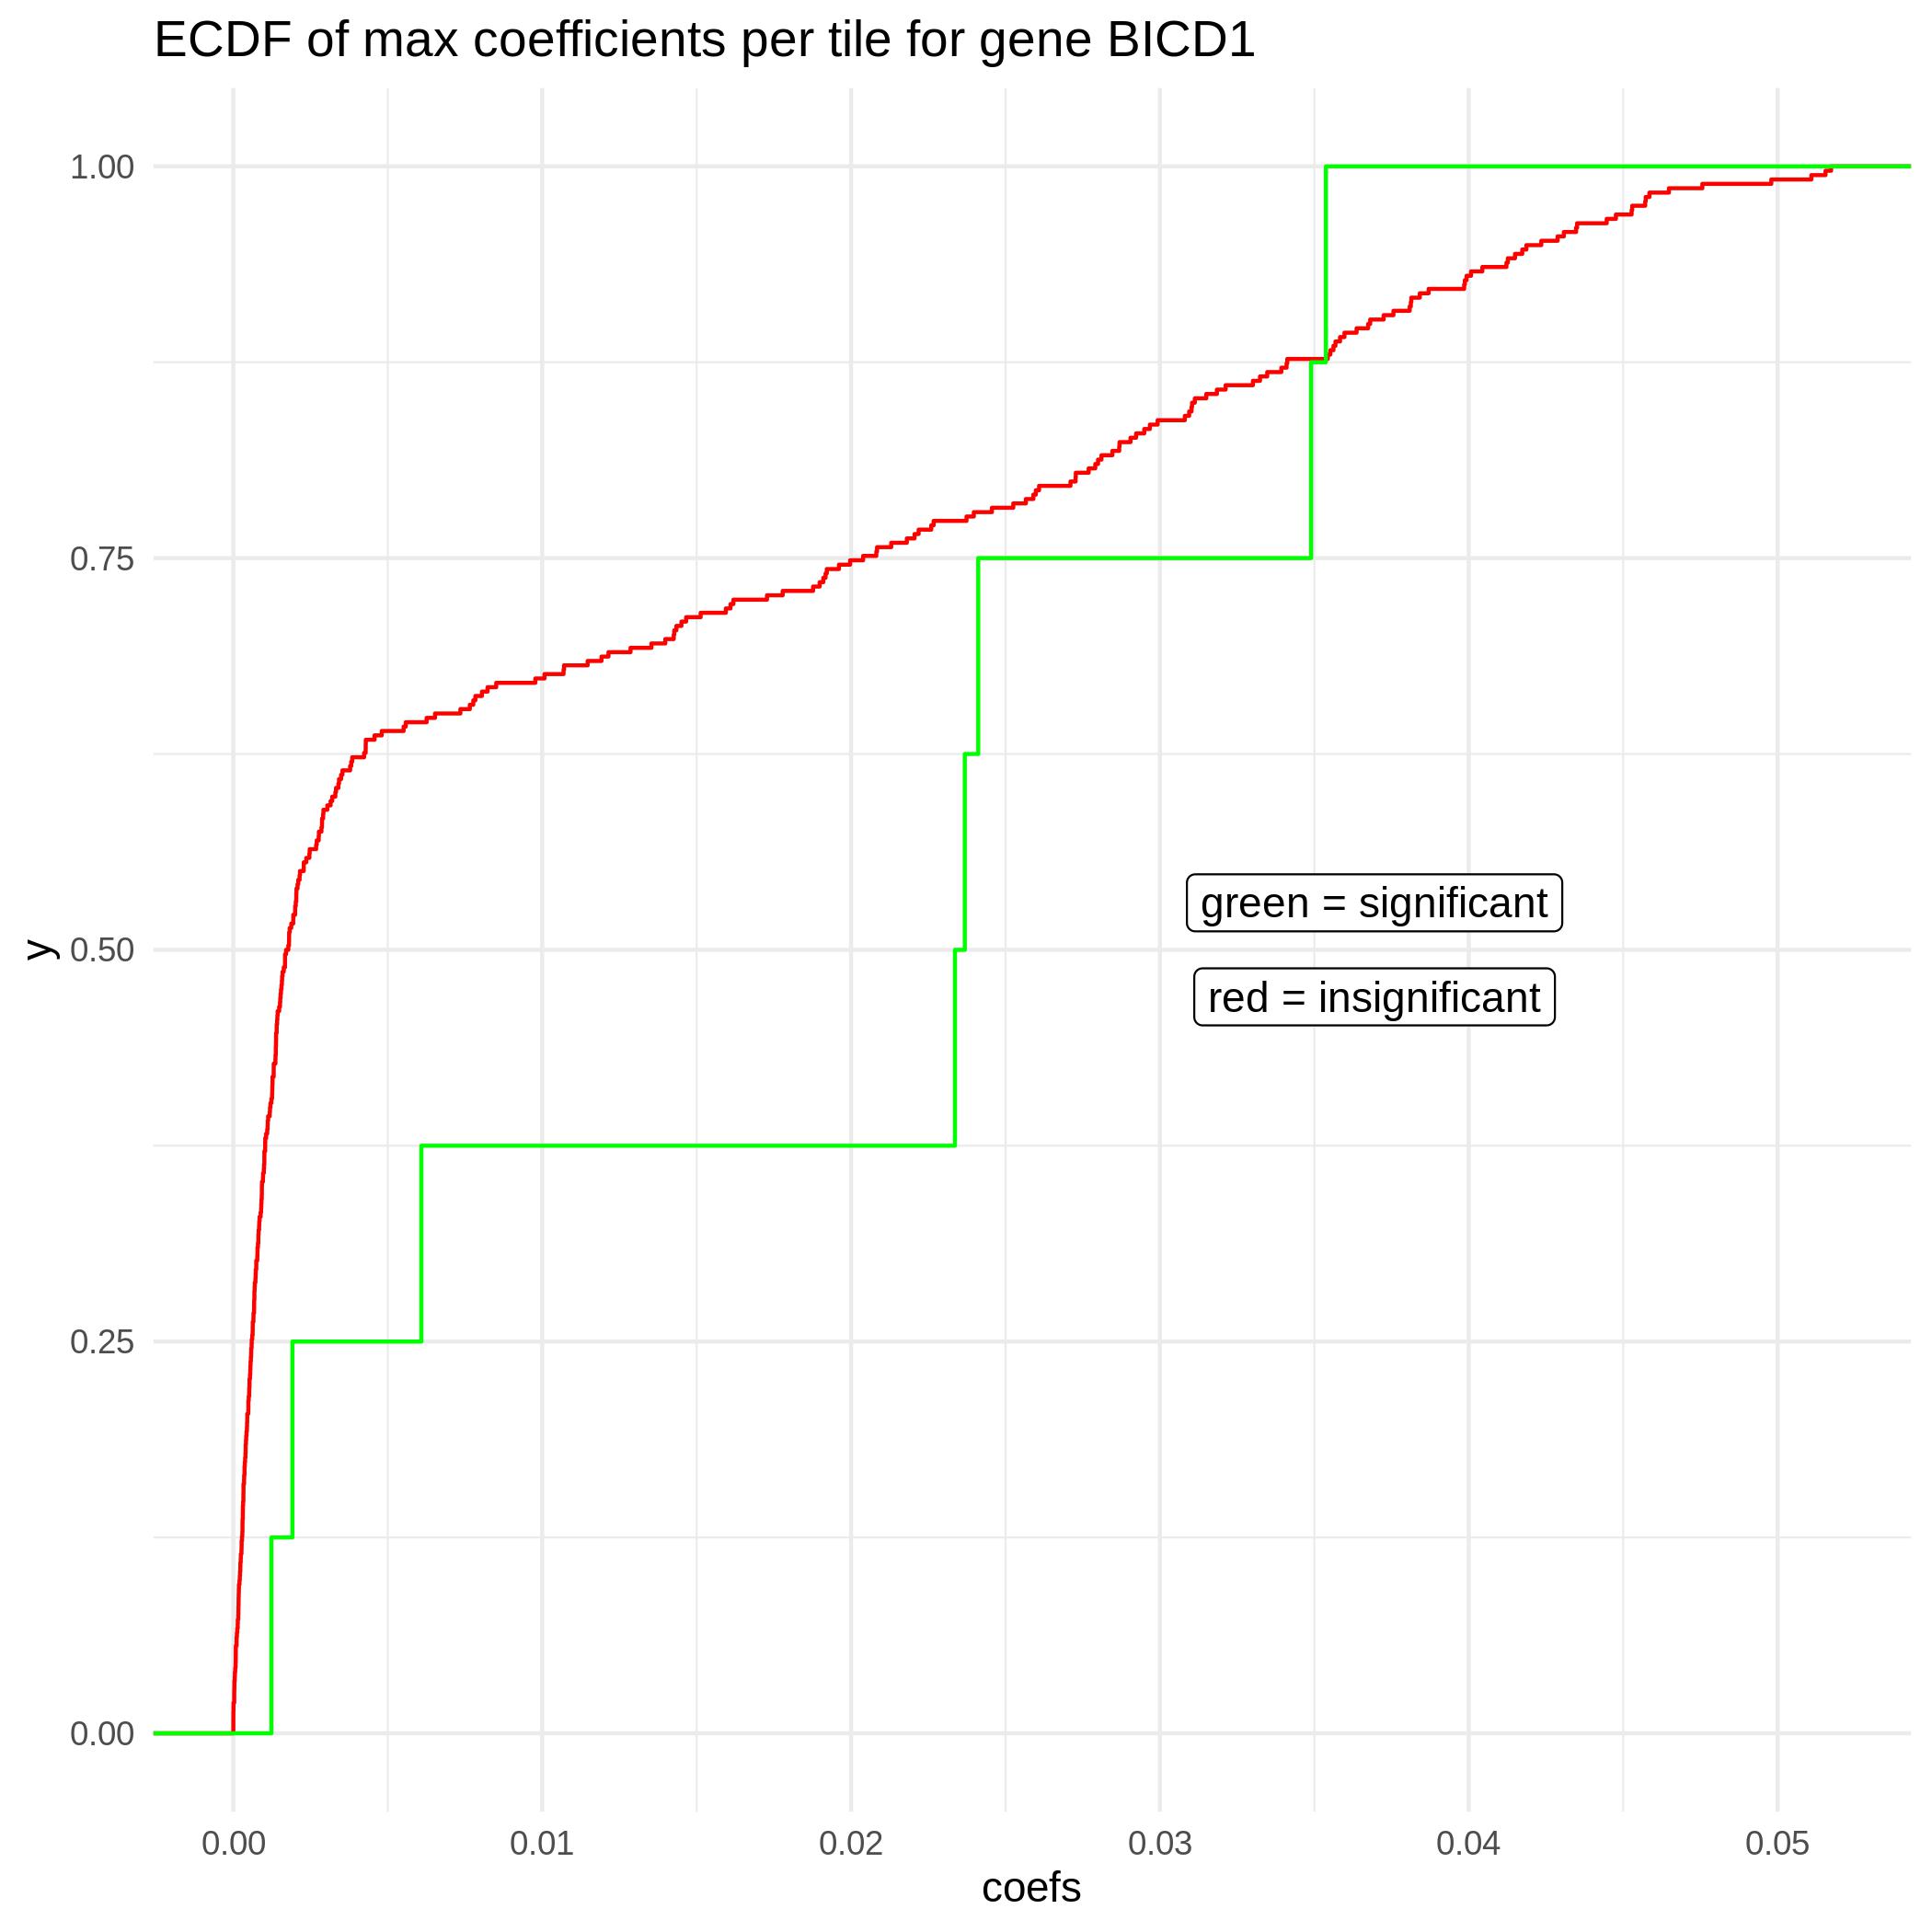 ECDF of max coefficients per tile for gene BICD1
1.00
0.75
0.50
0.25
0.00
y
green = significant
red = insignificant
0.00 0.01 0.02 0.03 0.04 0.05
coefs